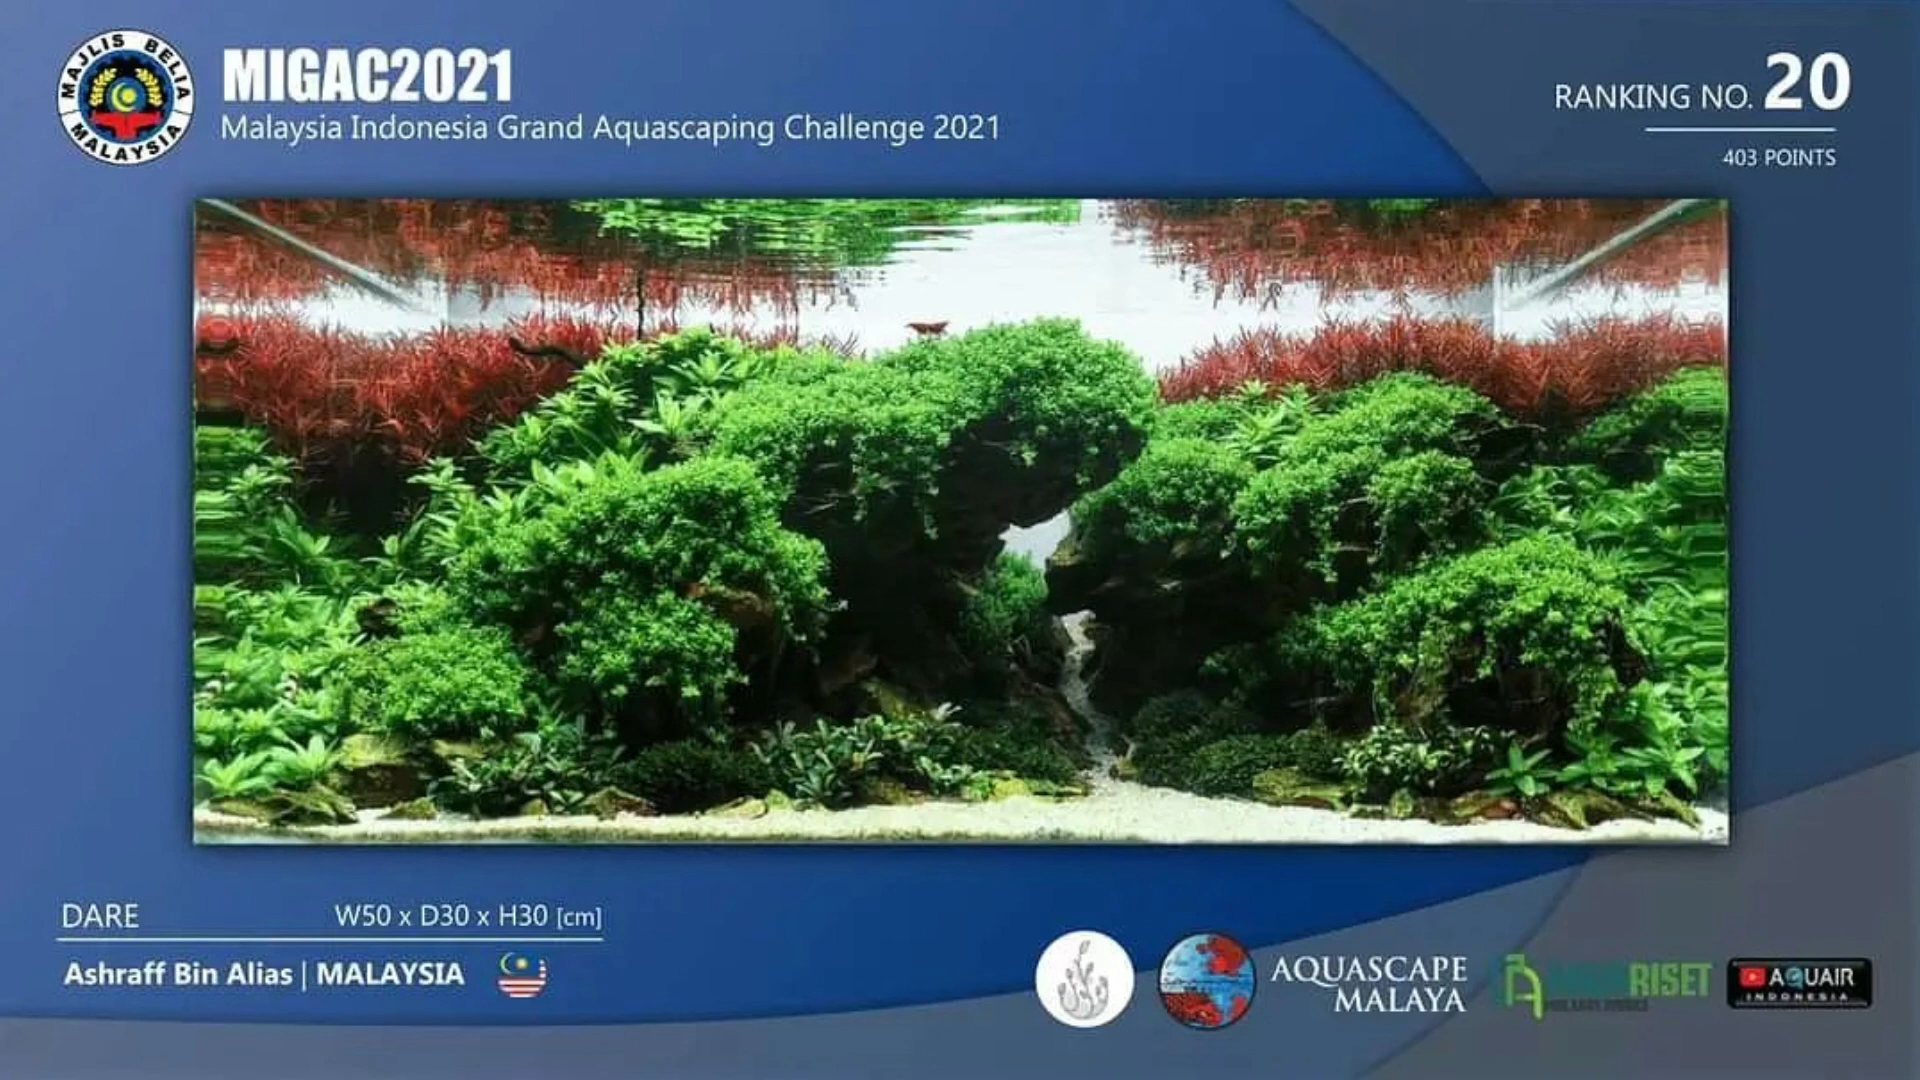 MAJLIS BELIA
MALAYSIA
MIGAC2021
Malaysia Indonesia Grand Aquascaping Challenge 2021
RANKING NO. 20
403 POINTS
DARE W50 x D30 x H30 [cm]
Ashraff Bin Alias | MALAYSIA
AQUASCAPE
MALAYA
RISET
AQUAIR
INDONESIA